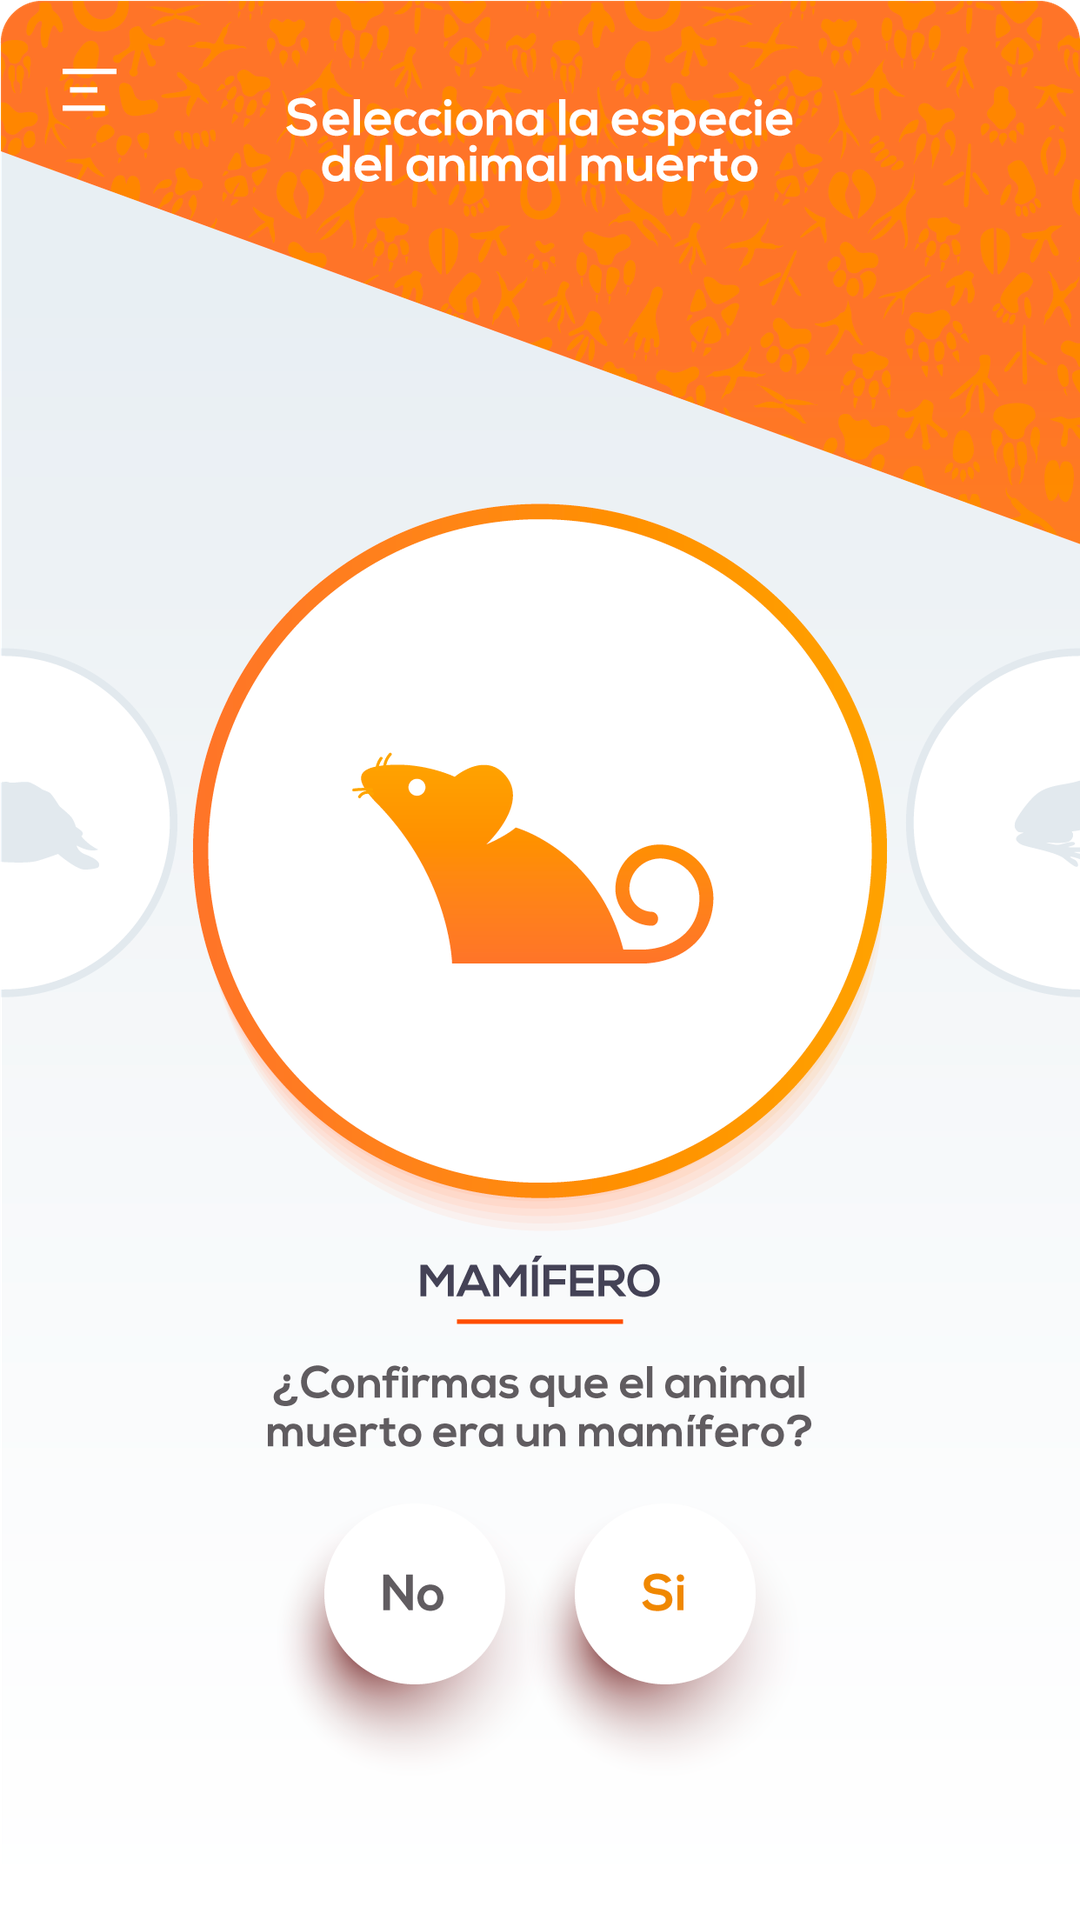 Selecciona la especie
del animal muerto
MAMÍFERO
¿Confirmas que el animal
muerto era un mamífero?
No
Si